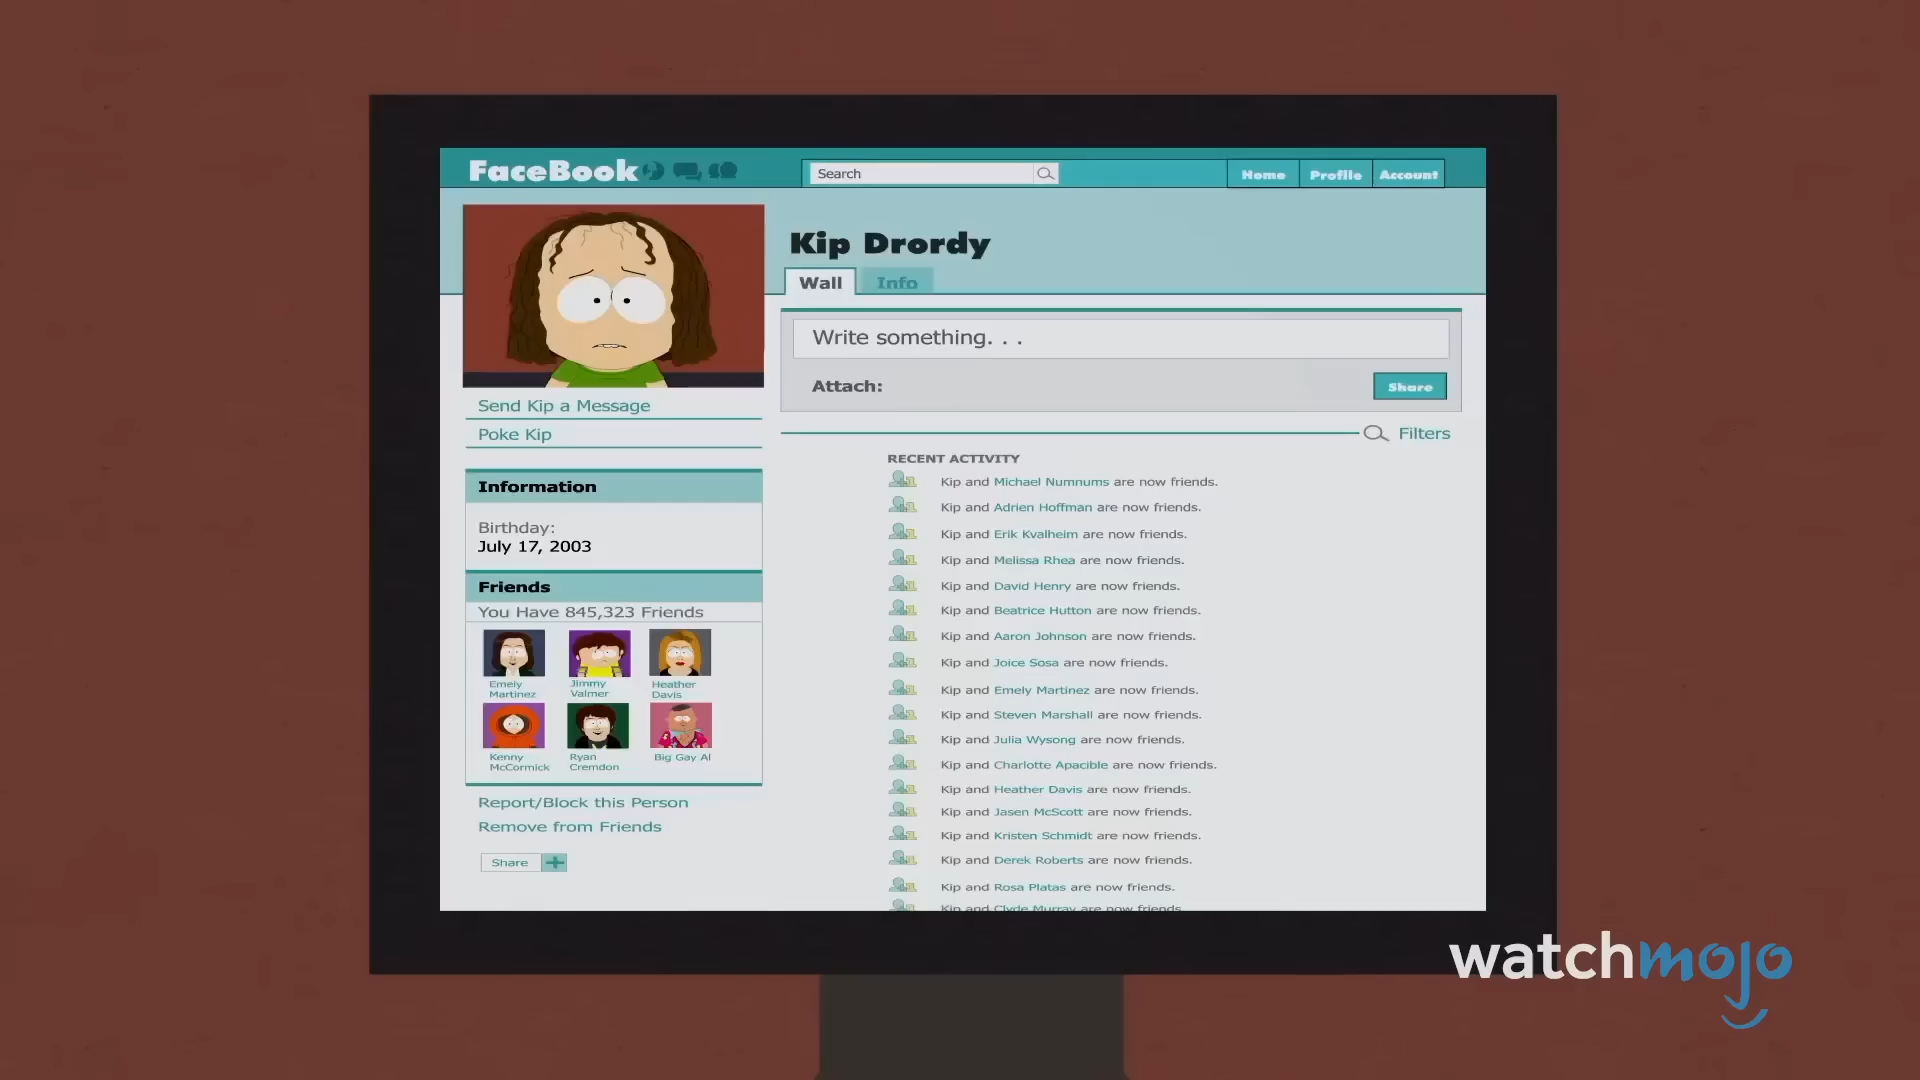 FaceBook
Search
Home
Profile
Account
Kip Drordy
Wall
Info
Write something. . .
Attach:
Share
Filters
Send Kip a Message
Poke Kip
Information
Birthday:
July 17, 2003
Friends
You Have 845,323 Friends
Emely
Martinez
Jimmy
Valmer
Heather
Davis
Kenny
McCormick
Ryan
Cremdon
Big Gay Al
Report/Block this Person
Remove from Friends
Share
RECENT ACTIVITY
Kip and Michael Numnums are now friends.
Kip and Adrien Hoffman are now friends.
Kip and Erik Kvalheim are now friends.
Kip and Melissa Rhea are now friends.
Kip and David Henry are now friends.
Kip and Beatrice Hutton are now friends.
Kip and Aaron Johnson are now friends.
Kip and Joice Sosa are now friends.
Kip and Emely Martinez are now friends.
Kip and Steven Marshall are now friends.
Kip and Julia Wysong are now friends.
Kip and Charlotte Apacible are now friends.
Kip and Heather Davis are now friends.
Kip and Jasen McScott are now friends.
Kip and Kristen Schmidt are now friends.
Kip and Derek Roberts are now friends.
Kip and Rosa Platas are now friends.
Kip and Clyde Murray are now friends.
watchmojo